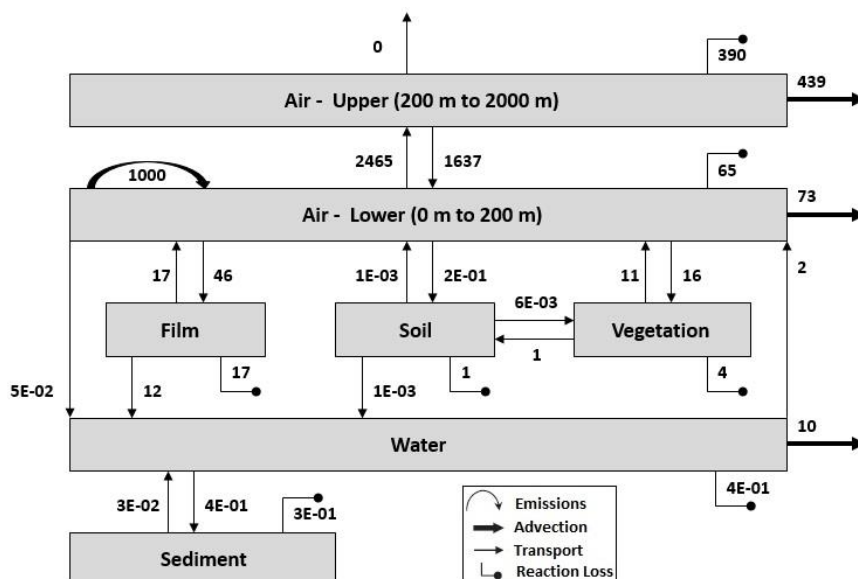 0
390
439
Air - Upper (200 m to 2000 m)
2465
1637
65
1000
73
Air - Lower (0 m to 200 m)
17
46
1E-03
2E-01
11
16
2
6E-03
Film
Soil
Vegetation
1
5E-02
12
17
1E-03
1
4
10
Water
3E-02
4E-01
3E-01
4E-01
Emissions
Advection
Transport
Reaction Loss
Sediment